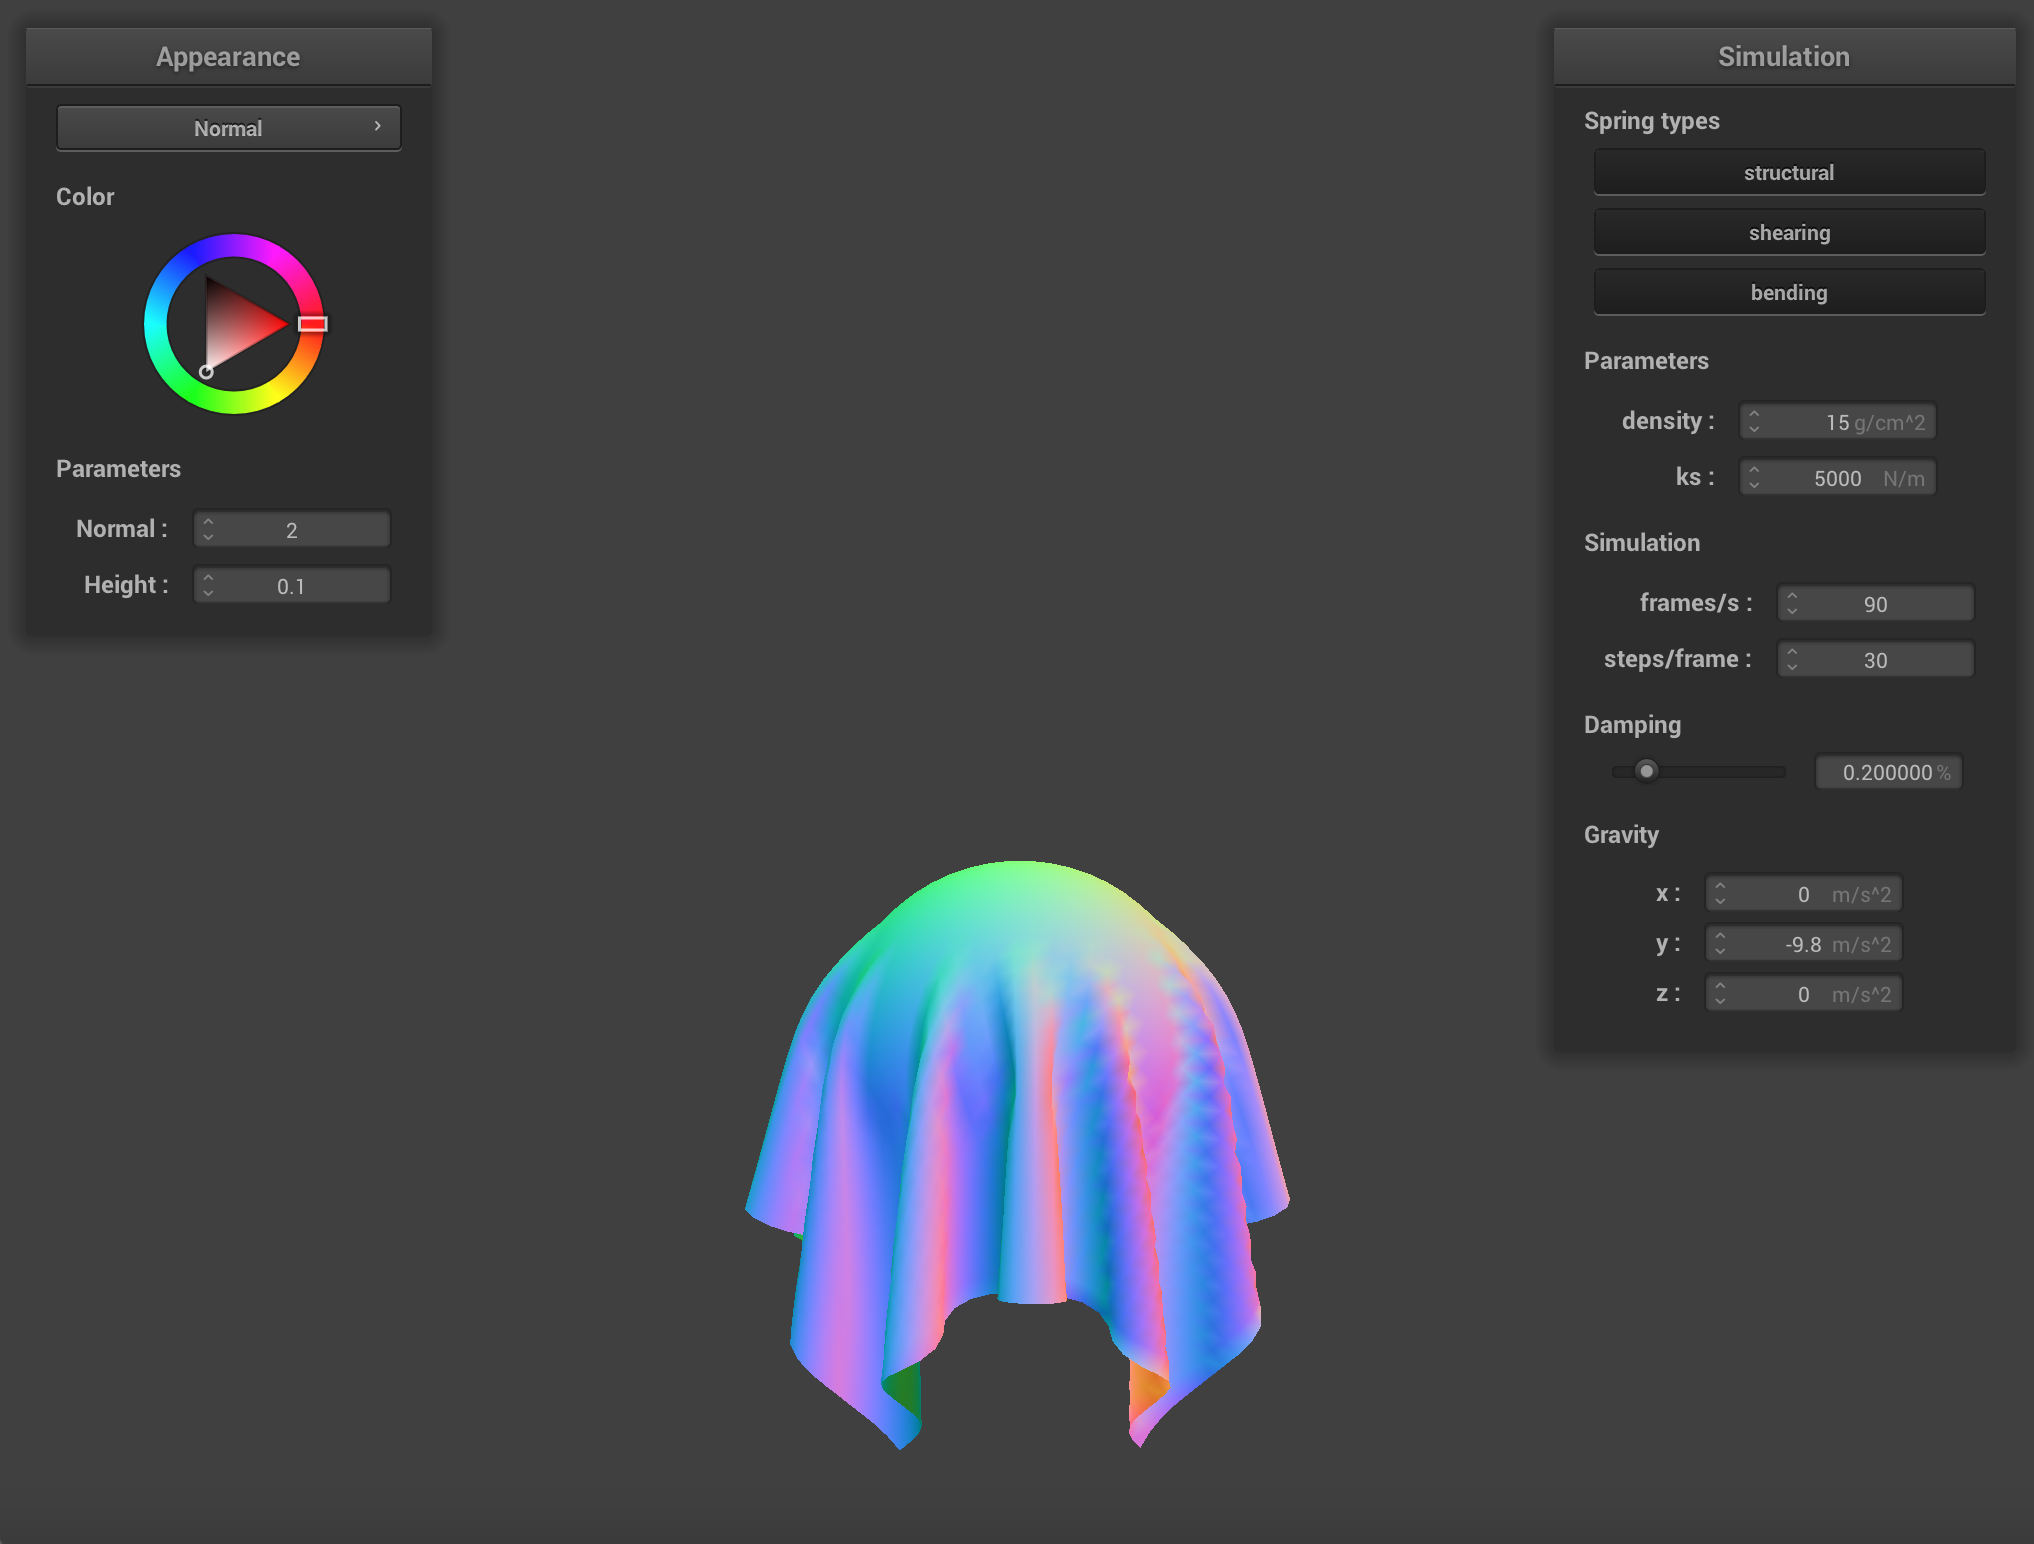 Appearance
Normal
Color
Parameters
Normal : 2
Height : 0.1
Simulation
Spring types
structural
shearing
bending
Parameters
density : 15 g/cm^2
ks : 5000 N/m
Simulation
frames/s : 90
steps/frame : 30
Damping
0.200000 %
Gravity
x : 0 m/s^2
y : -9.8 m/s^2
z : 0 m/s^2